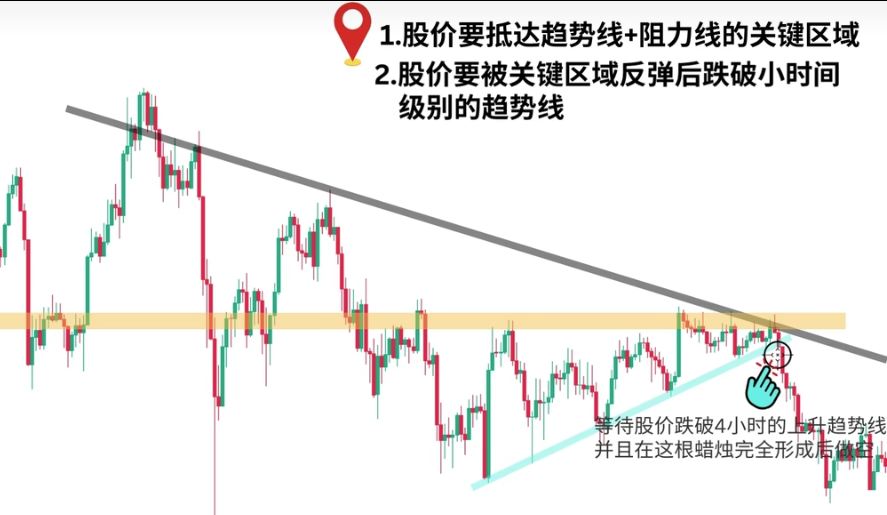 1.股价要抵达趋势线+阻力线的关键区域
2.股价要被关键区域反弹后跌破小时间
级别的趋势线
等待股价跌破4小时的上升趋势线
并且在这根蜡烛完全形成后做空